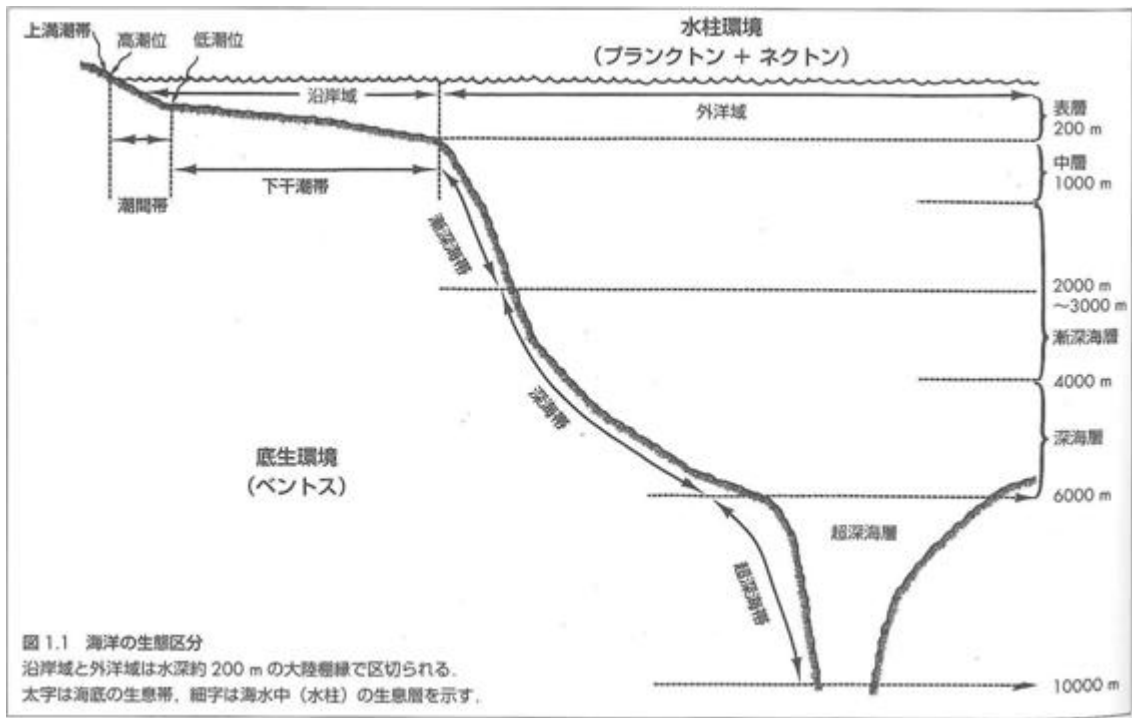 水柱環境
(プランクトン + ネクトン)
上満潮帯
高潮位
低潮位
沿岸域
外洋域
表層
200 m
中層
1000 m
下干潮帯
潮間帯
漸深海帯
2000 m
〜3000 m
漸深海層
4000 m
深海帯
深海層
底生環境
(ベントス)
6000 m
超深海層
超深海帯
10000 m
図 1.1 海洋の生態区分
沿岸域と外洋域は水深約 200 m の大陸棚縁で区切られる.
太字は海底の生息帯, 細字は海水中(水柱)の生息層を示す.